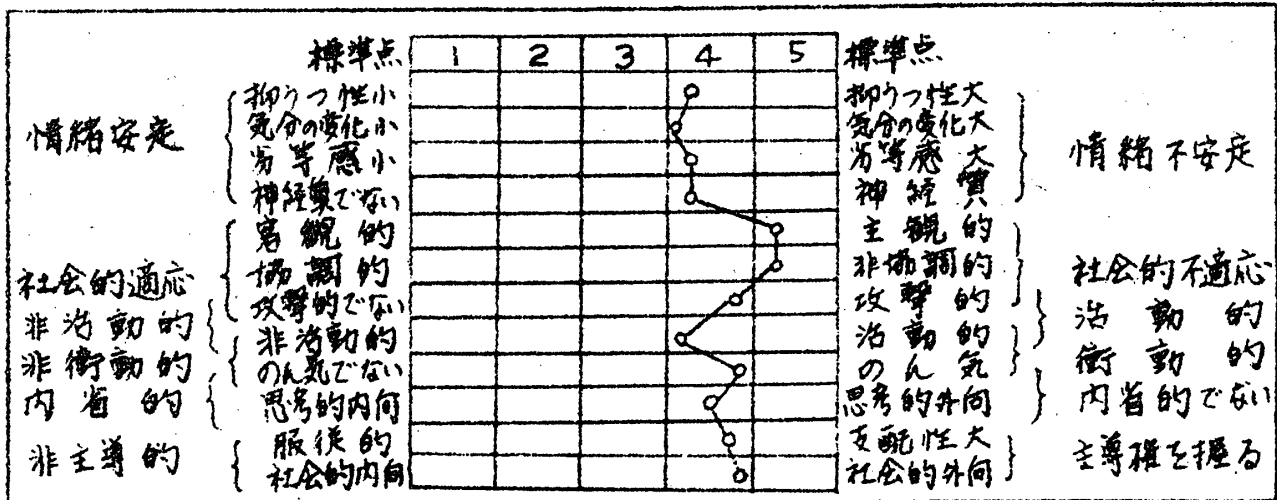 標準点 1 2 3 4 5 標準点
抑うつ性小 抑うつ性大
気分の変化小 気分の変化大
情緒安定 劣等感小 劣等感大 情緒不安定
神経質でない 神経質
客観的 主観的
社会的適応 協調的 非協調的 社会的不適応
非活動的 攻撃的でない 攻撃的 活動的
非活動的 活動的
非衝動的 のん気でない のん気 衝動的
内省的 思考的内向 思考的外向 内省的でない
服従的 支配性大
非主導的 社会的内向 社会的外向 主導権を握る